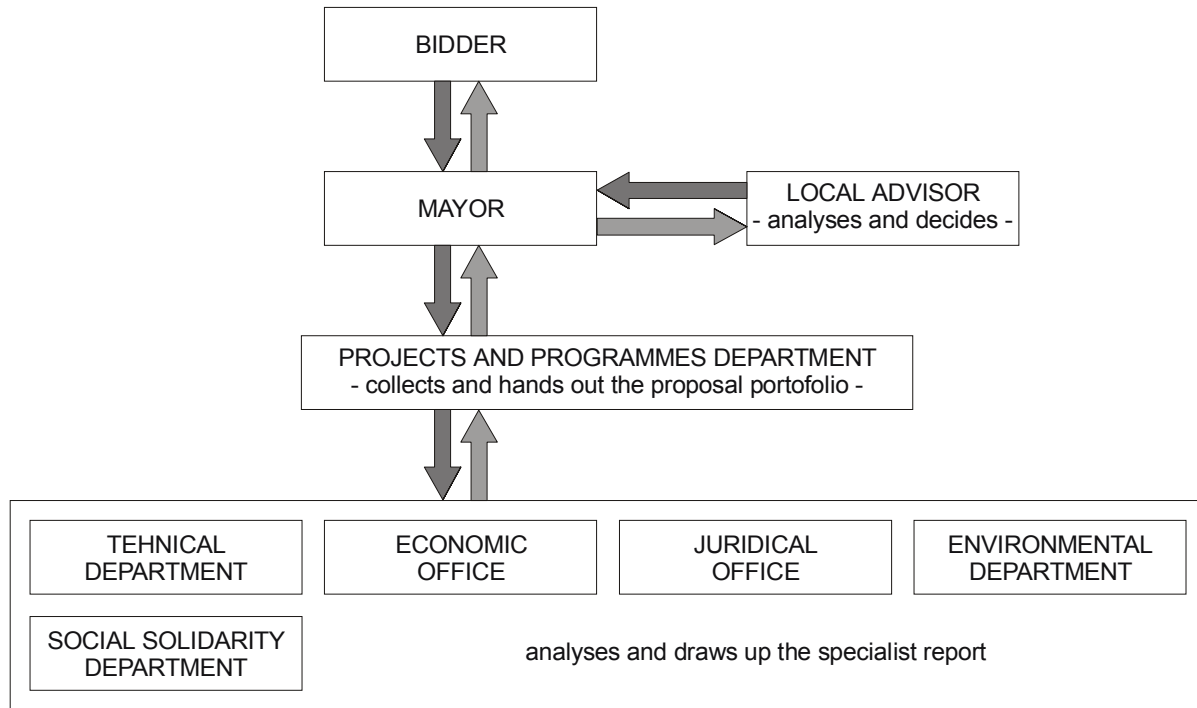 BIDDER
MAYOR
LOCAL ADVISOR
- analyses and decides -
PROJECTS AND PROGRAMMES DEPARTMENT
- collects and hands out the proposal portofolio -
TEHNICAL
DEPARTMENT
ECONOMIC
OFFICE
JURIDICAL
OFFICE
ENVIRONMENTAL
DEPARTMENT
SOCIAL SOLIDARITY
DEPARTMENT
analyses and draws up the specialist report